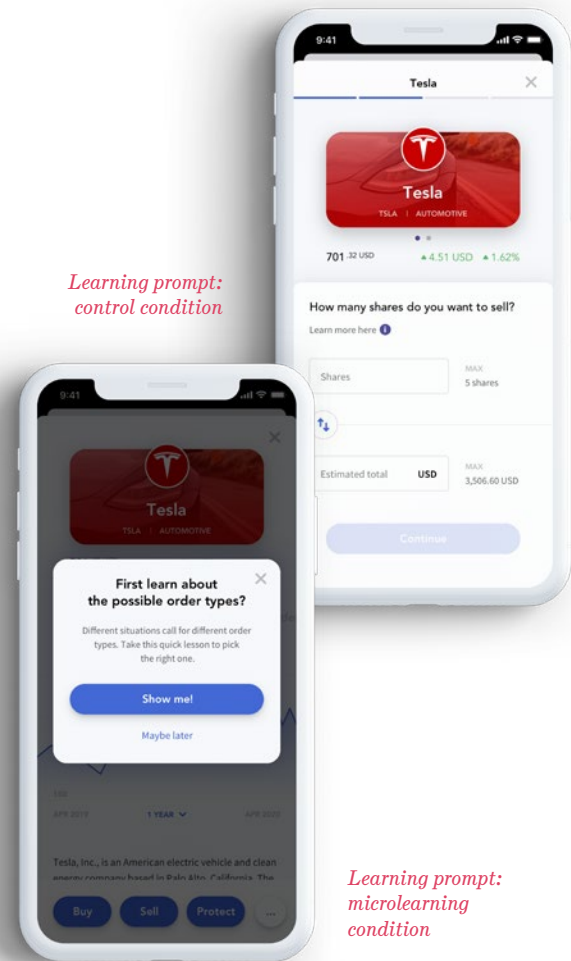 9:41
Tesla
Tesla
TSLA | AUTOMOTIVE
701.32 USD
4.51 USD 1.62%
Learning prompt:
control condition
How many shares do you want to sell?
Learn more here
Shares
MAX
5 shares
Estimated total USD
MAX
3,506.60 USD
Continue
9:41
Tesla
TSLA | AUTOMOTIVE
First learn about
the possible order types?
Different situations call for different order
types. Take this quick lesson to pick
the right one.
Show me!
Maybe later
APR 2019 1 YEAR APR 2020
Tesla, Inc., is an American electric vehicle and clean
energy company based in Palo Alto, California. The
Buy Sell Protect ...
Learning prompt:
microlearning
condition